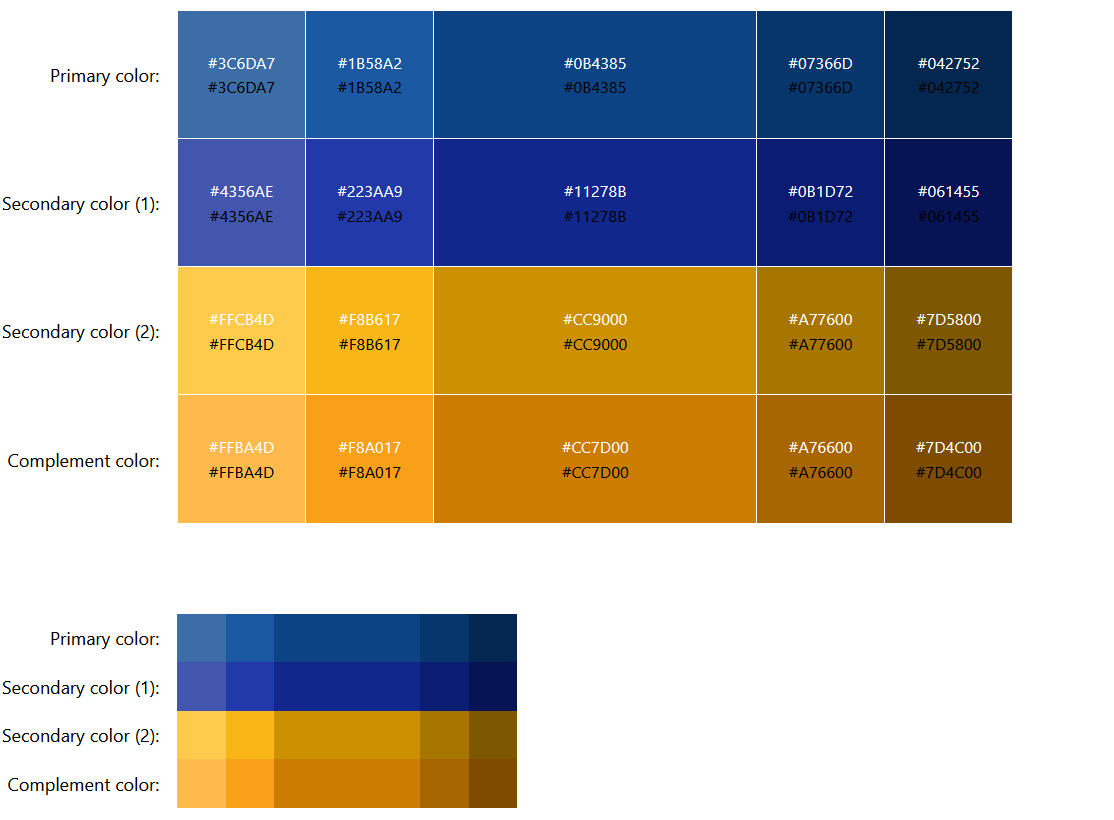 Primary color:
#3C6DA7 #1B58A2 #0B4385 #07366D #042752
#3C6DA7 #1B58A2 #0B4385 #07366D #042752
Secondary color (1):
#4356AE #223AA9 #11278B #0B1D72 #061455
#4356AE #223AA9 #11278B #0B1D72 #061455
Secondary color (2):
#FFCB4D #F8B617 #CC9000 #A77600 #7D5800
#FFCB4D #F8B617 #CC9000 #A77600 #7D5800
Complement color:
#FFBA4D #F8A017 #CC7D00 #A76600 #7D4C00
#FFBA4D #F8A017 #CC7D00 #A76600 #7D4C00
Primary color:
Secondary color (1):
Secondary color (2):
Complement color: